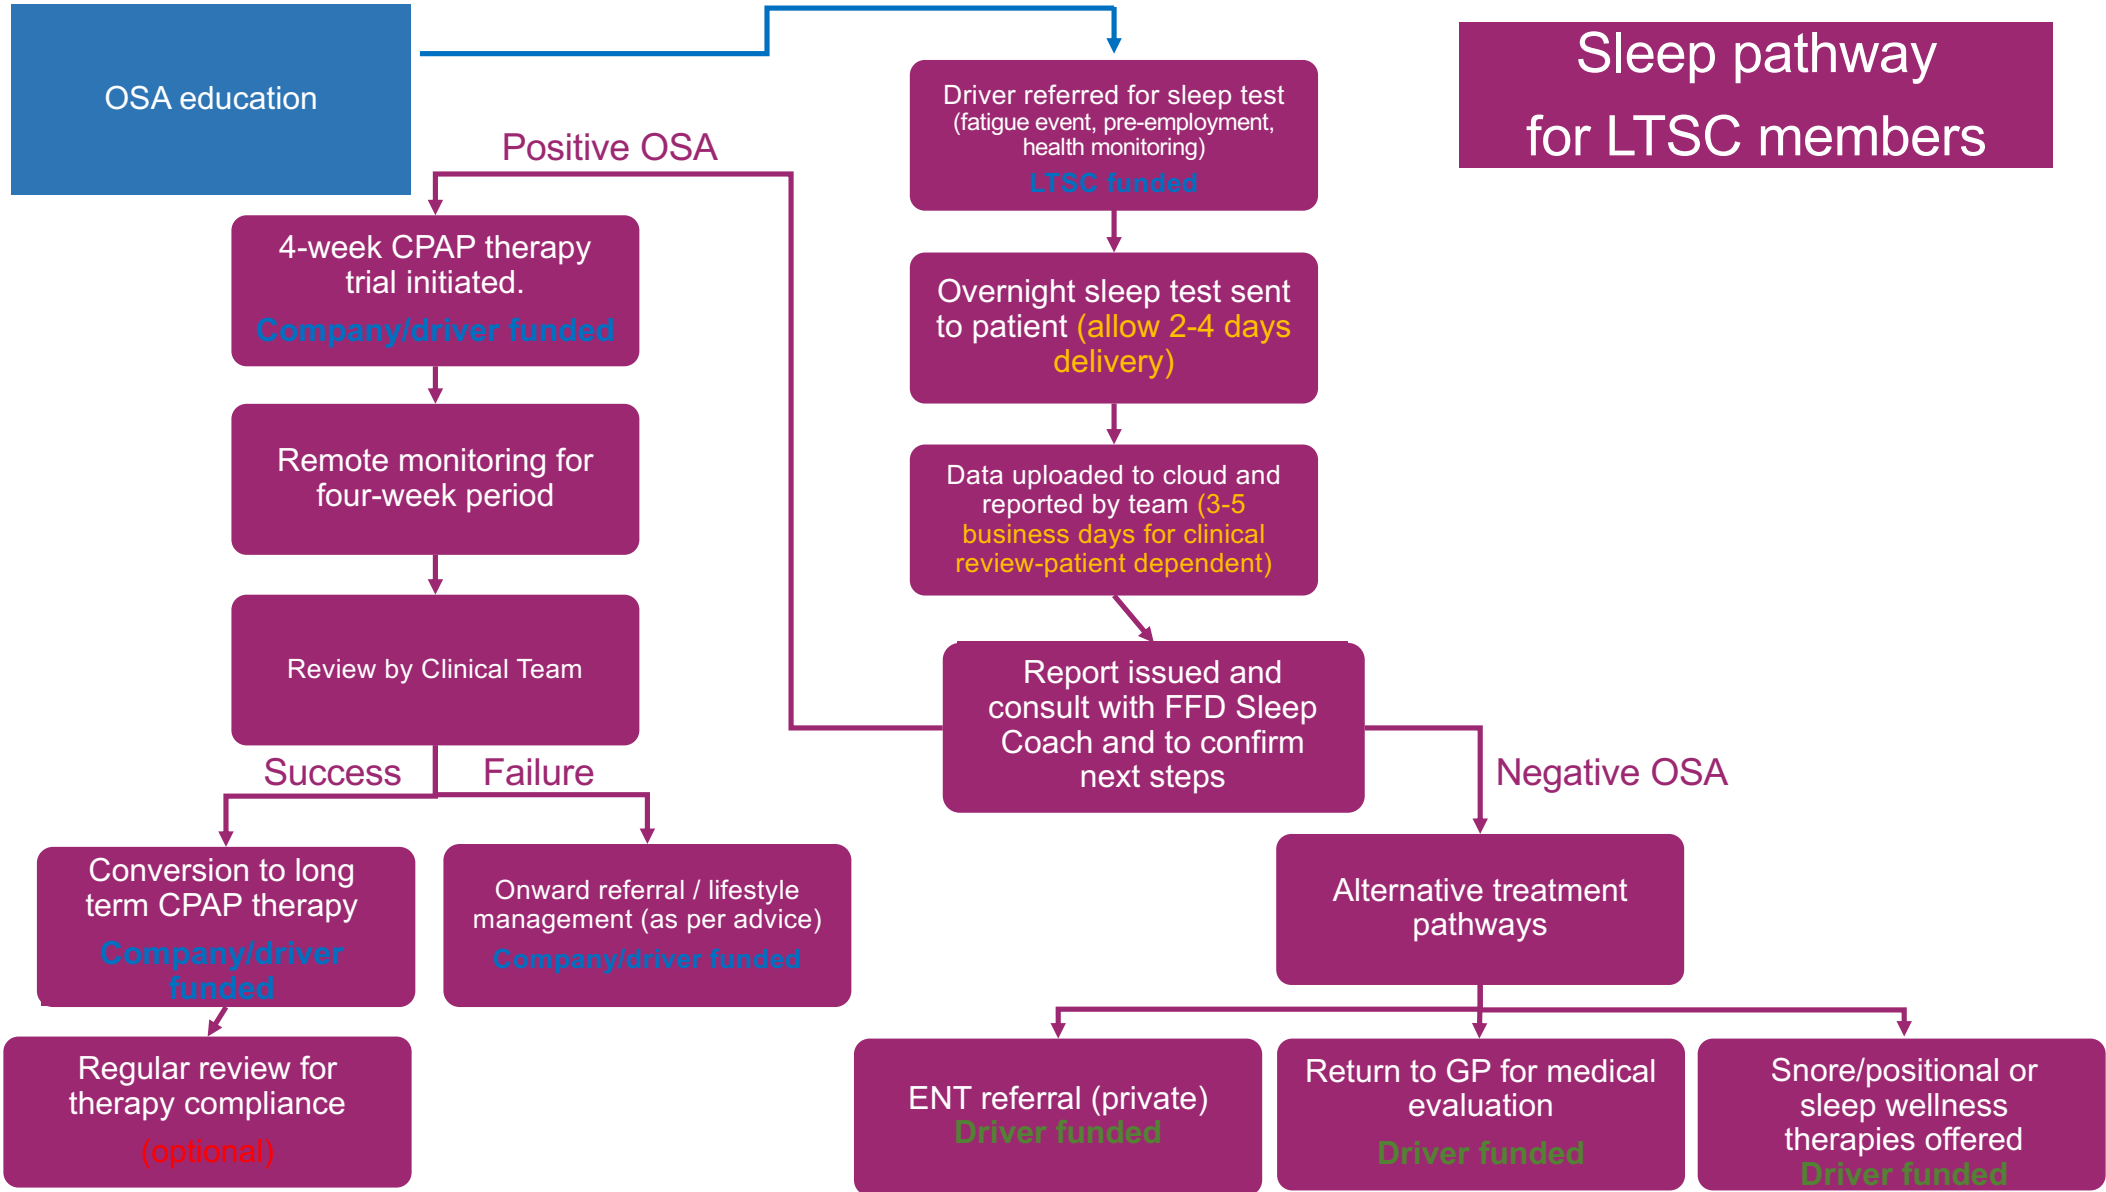 OSA education
Sleep pathway
for LTSC members
Driver referred for sleep test
(fatigue event, pre-employment,
health monitoring)
LTSC funded
Positive OSA
4-week CPAP therapy
trial initiated.
Company/driver funded
Overnight sleep test sent
to patient (allow 2-4 days
delivery)
Remote monitoring for
four-week period
Data uploaded to cloud and
reported by team (3-5
business days for clinical
review-patient dependent)
Review by Clinical Team
Report issued and
consult with FFD Sleep
Coach and to confirm
next steps
Success
Failure
Negative OSA
Conversion to long
term CPAP therapy
Company/driver
funded
Onward referral / lifestyle
management (as per advice)
Company/driver funded
Alternative treatment
pathways
Regular review for
therapy compliance
(optional)
ENT referral (private)
Driver funded
Return to GP for medical
evaluation
Driver funded
Snore/positional or
sleep wellness
therapies offered
Driver funded